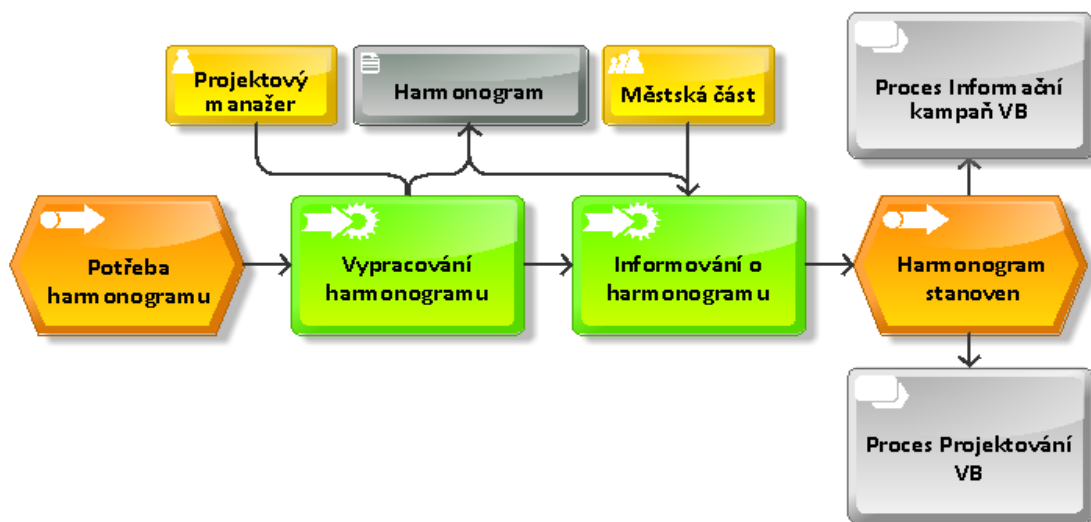 Projektový
manažer
Harmonogram
Městská část
Proces Informační
kampaň VB
Potřeba
harmonogramu
Vypracování
harmonogramu
Informování o
harmonogramu
Harmonogram
stanoven
Proces Projektování
VB